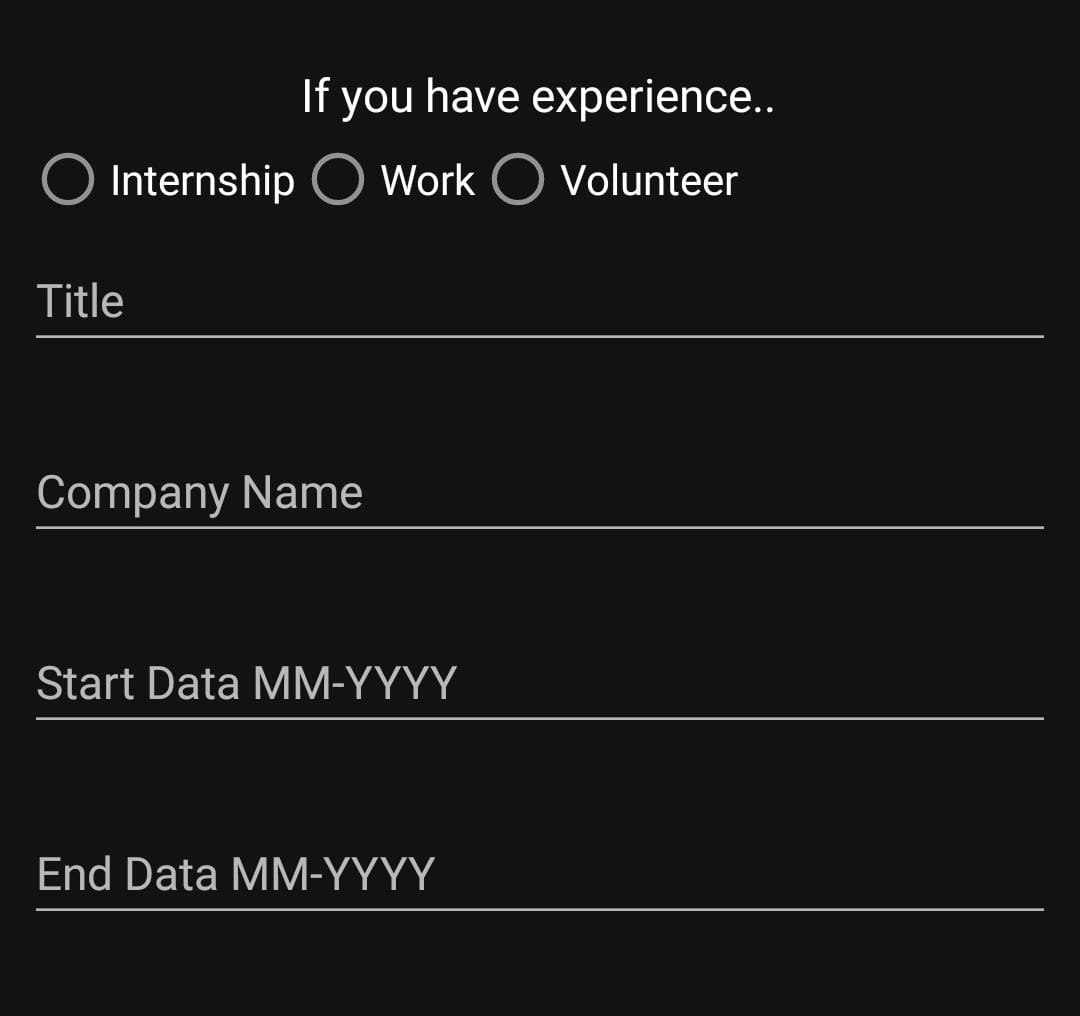 If you have experience..
Internship Work Volunteer
Title
Company Name
Start Data MM-YYYY
End Data MM-YYYY